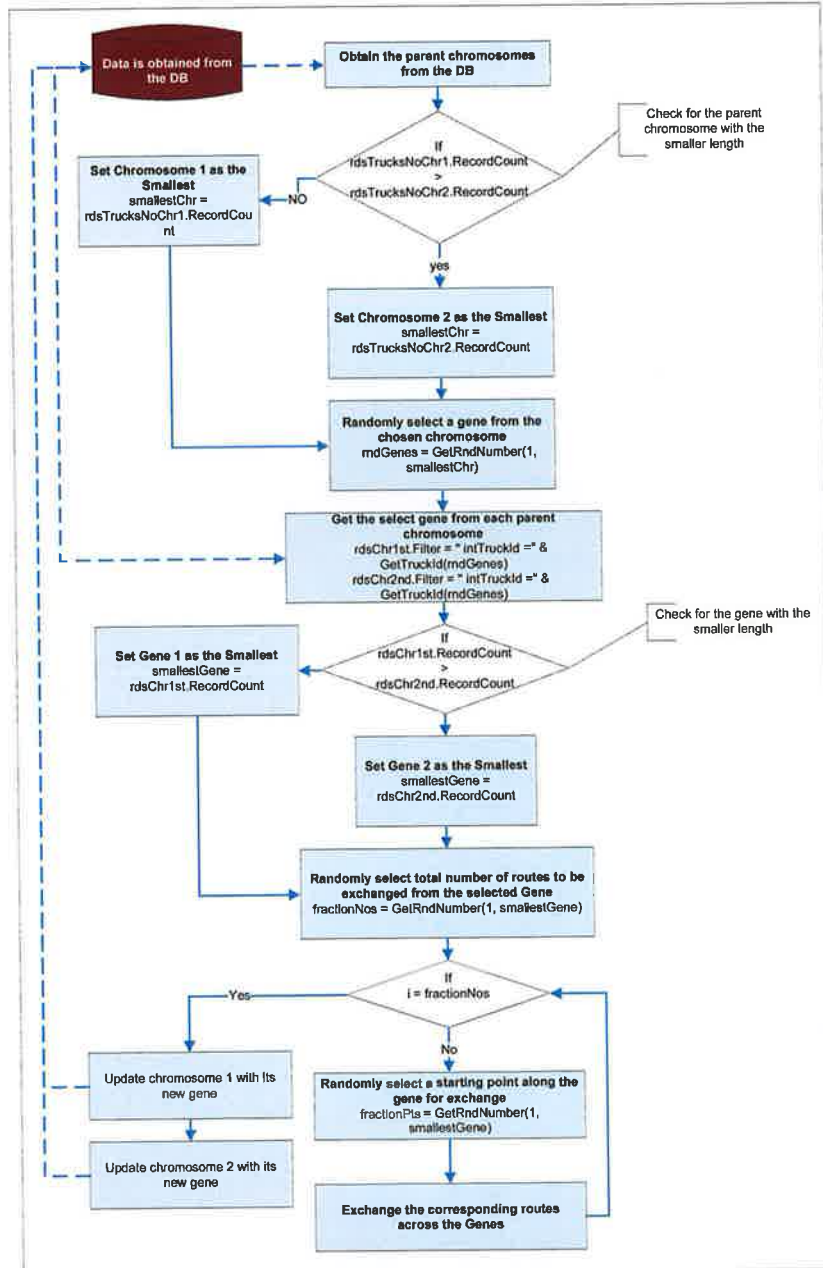 Data is obtained from
the DB
Obtain the parent chromosomes
from the DB
Check for the parent
chromosome with the
smaller length
If
rdsTrucksNoChr1.RecordCount
>
rdsTrucksNoChr2.RecordCount
Set Chromosome 1 as the
Smallest
smallestChr =
rdsTrucksNoChr1.RecordCou
nt
NO
yes
Set Chromosome 2 as the Smallest
smallestChr =
rdsTrucksNoChr2.RecordCount
Randomly select a gene from the
chosen chromosome
rndGenes = GetRndNumber(1,
smallestChr)
Get the select gene from each parent
chromosome
rdsChr1st.Filter = " intTruckId =" &
GetTruckId(rndGenes)
rdsChr2nd.Filter = " intTruckId =" &
GetTruckId(rndGenes)
Check for the gene with the
smaller length
If
rdsChr1st.RecordCount
>
rdsChr2nd.RecordCount
Set Gene 1 as the Smallest
smallestGene =
rdsChr1st.RecordCount
Set Gene 2 as the Smallest
smallestGene =
rdsChr2nd.RecordCount
Randomly select total number of routes to be
exchanged from the selected Gene
fractionNos = GetRndNumber(1, smallestGene)
If
i = fractionNos
Yes
No
Update chromosome 1 with its
new gene
Randomly select a starting point along the
gene for exchange
fractionPts = GetRndNumber(1,
smallestGene)
Update chromosome 2 with its
new gene
Exchange the corresponding routes
across the Genes